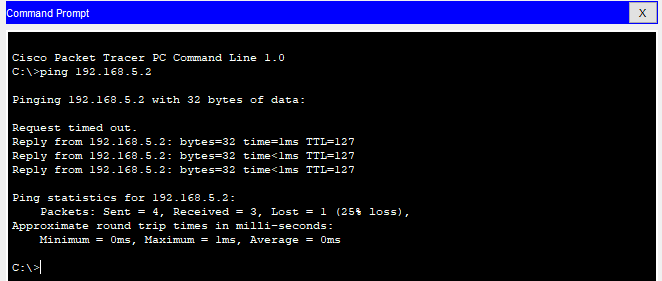 Command Prompt
X
Cisco Packet Tracer PC Command Line 1.0
C:\>ping 192.168.5.2
Pinging 192.168.5.2 with 32 bytes of data:
Request timed out.
Reply from 192.168.5.2: bytes=32 time=1ms TTL=127
Reply from 192.168.5.2: bytes=32 time<1ms TTL=127
Reply from 192.168.5.2: bytes=32 time<1ms TTL=127
Ping statistics for 192.168.5.2:
    Packets: Sent = 4, Received = 3, Lost = 1 (25% loss),
Approximate round trip times in milli-seconds:
    Minimum = 0ms, Maximum = 1ms, Average = 0ms
C:\>